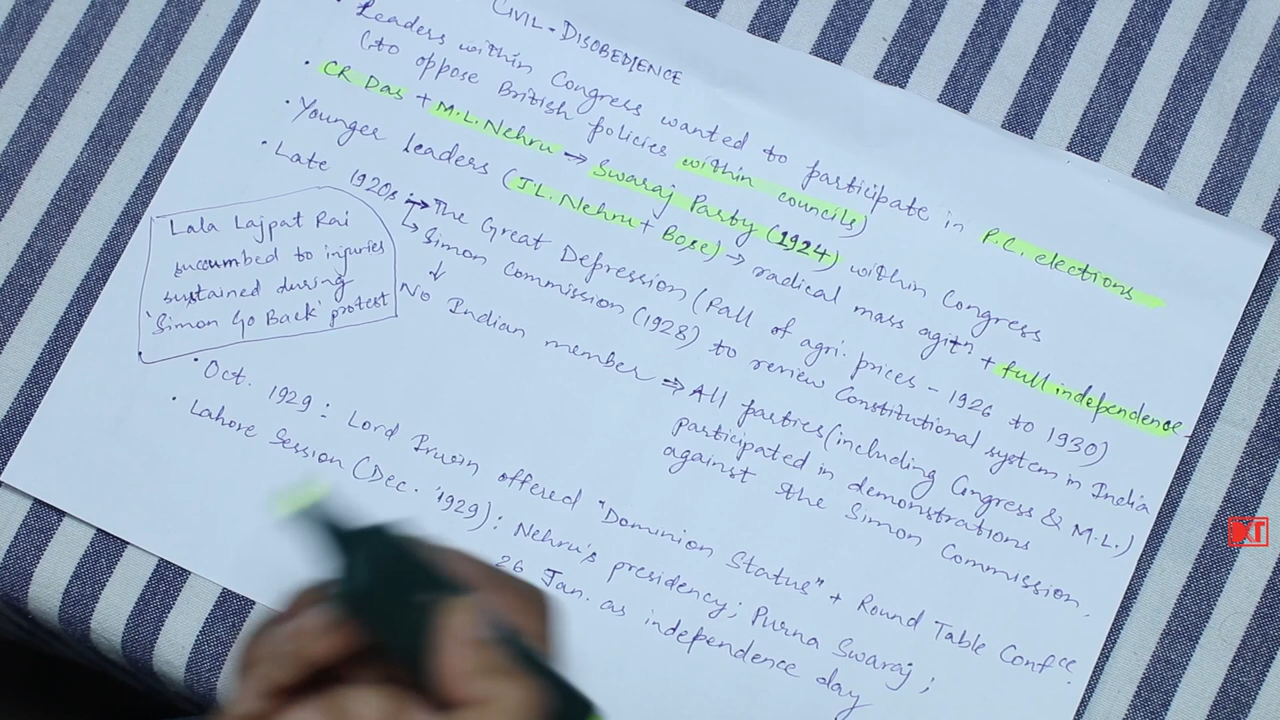 CIVIL-DISOBEDIENCE
• Leaders within Congress wanted to participate in P.C. elections
(to oppose British policies within councils)
• CR Das + M.L. Nehru → Swaraj Party (1924) within Congress
• Younger leaders (J.L. Nehru + Bose) → radical mass agitn + full independence
• Late 1920s → The Great Depression (Fall of agri. prices - 1926 to 1930)
↳ Simon Commission (1928) to review Constitutional system in India
↓
No Indian member ⇒ All parties (including Congress & M.L.)
participated in demonstrations
against the Simon Commission.
Lala Lajpat Rai
succumbed to injuries
sustained during
'Simon Go Back' protest
• Oct. 1929 : Lord Irwin offered "Dominion Status" + Round Table Confce.
• Lahore Session (Dec. '1929) : Nehru's presidency ; Purna Swaraj ;
26 Jan. as independence day